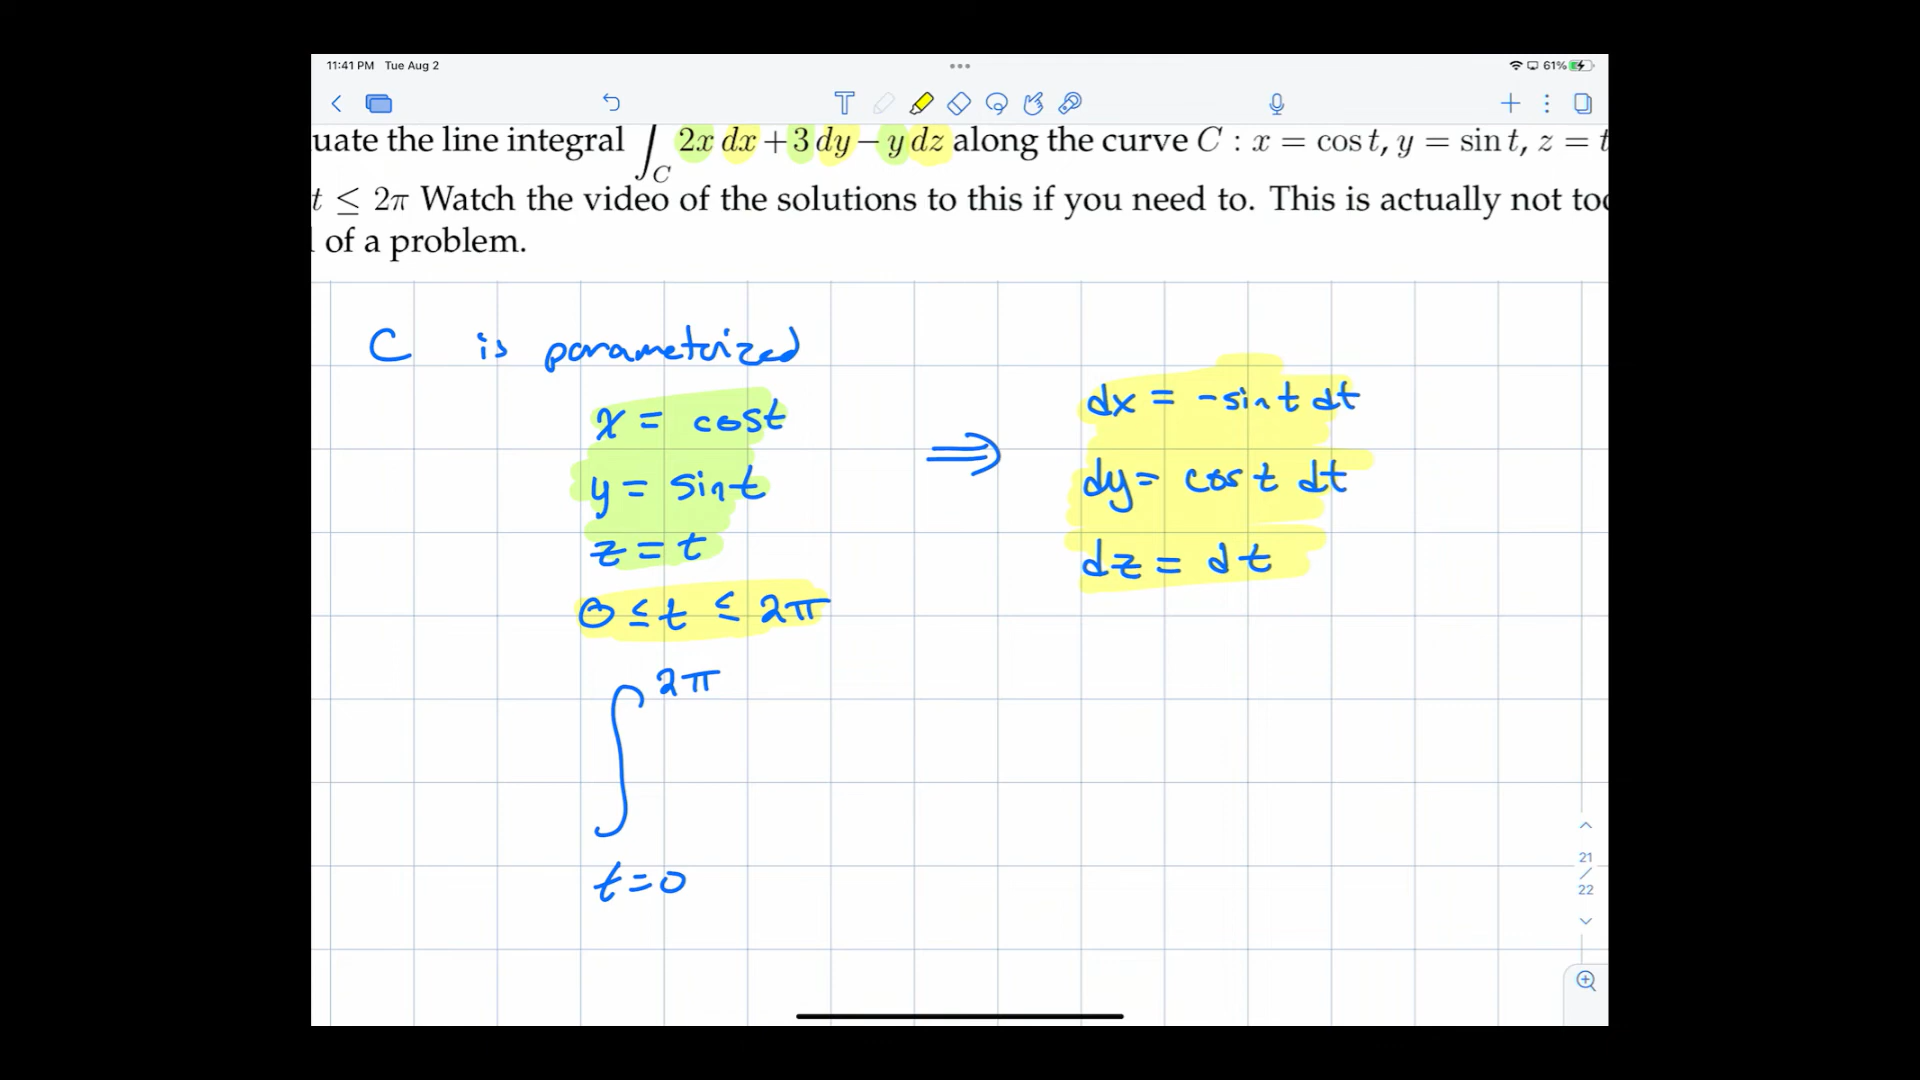 11:41 PM Tue Aug 2
61%
uate the line integral ∫_C 2x dx + 3 dy − y dz along the curve C : x = cos t, y = sin t, z = t
t ≤ 2π Watch the video of the solutions to this if you need to. This is actually not too
of a problem.
C is parametrized
x = cost
y = sint
z = t
0 ≤ t ≤ 2π
⟹
dx = -sint dt
dy = cos t dt
dz = dt
∫ 2π
t=0
21
/
22